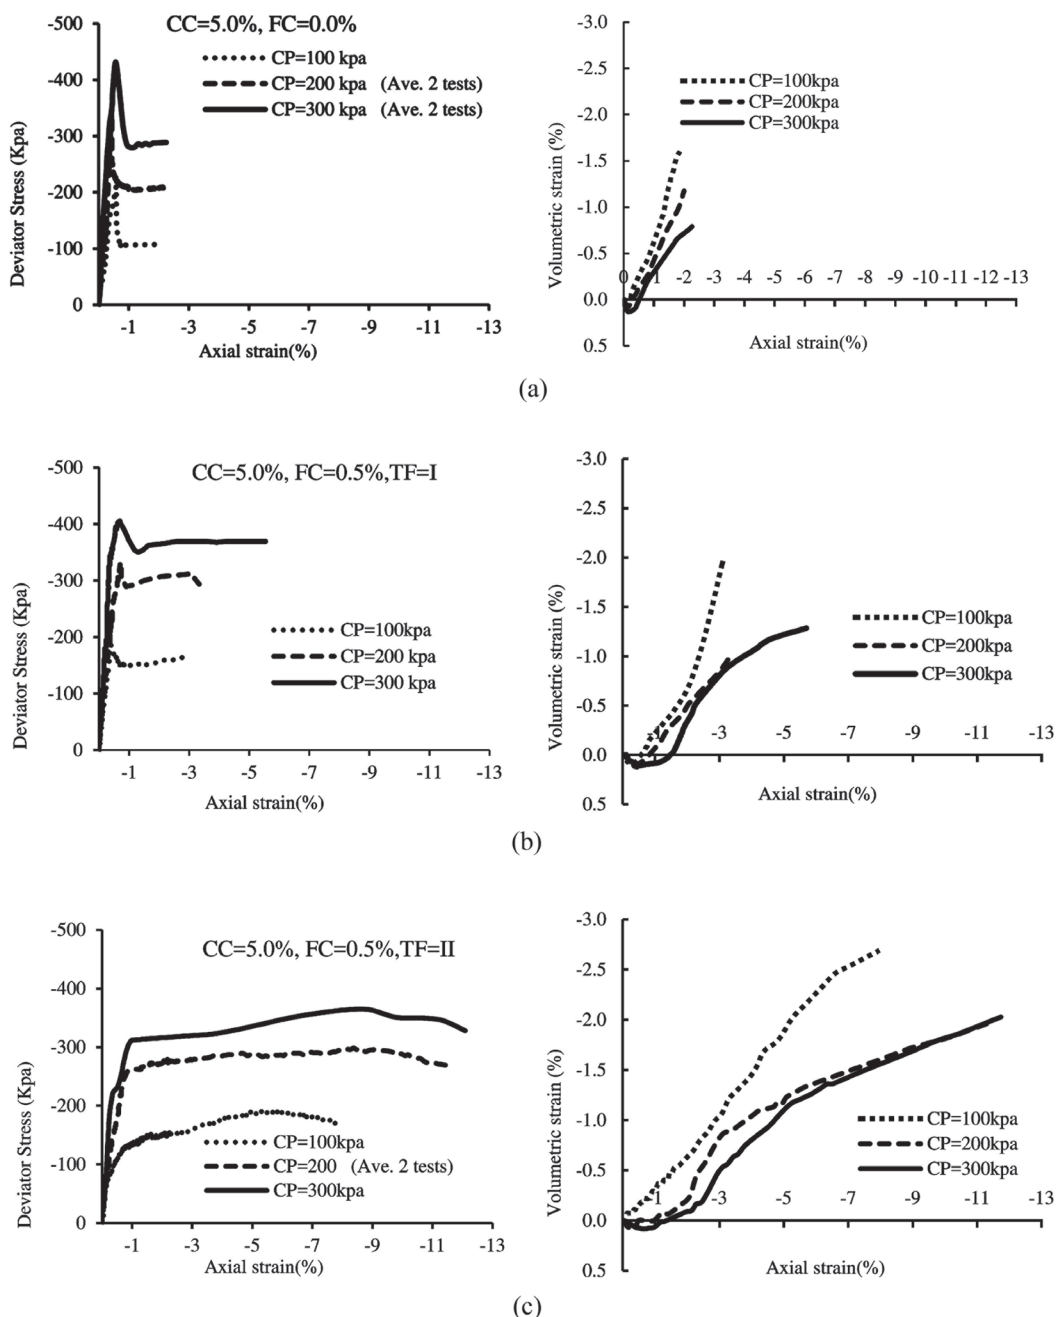 CC=5.0%, FC=0.0%
-500
-400
-300
-200
-100
0
Deviator Stress (Kpa)
CP=100 kpa
CP=200 kpa (Ave. 2 tests)
CP=300 kpa (Ave. 2 tests)
-1 -3 -5 -7 -9 -11 -13
Axial strain(%)
-3.0
-2.5
-2.0
-1.5
-1.0
-0.5
0.0
0.5
Volumetric strain (%)
CP=100kpa
CP=200kpa
CP=300kpa
0 -1 -2 -3 -4 -5 -6 -7 -8 -9 -10 -11 -12 -13
Axial strain(%)
(a)
CC=5.0%, FC=0.5%,TF=I
-500
-400
-300
-200
-100
0
Deviator Stress (Kpa)
CP=100kpa
CP=200 kpa
CP=300 kpa
-1 -3 -5 -7 -9 -11 -13
Axial strain(%)
-3.0
-2.5
-2.0
-1.5
-1.0
-0.5
0.0
0.5
Volumetric strain (%)
CP=100kpa
CP=200kpa
CP=300kpa
-1 -3 -5 -7 -9 -11 -13
Axial strain(%)
(b)
CC=5.0%, FC=0.5%,TF=II
-500
-400
-300
-200
-100
0
Deviator Stress (Kpa)
CP=100kpa
CP=200 (Ave. 2 tests)
CP=300kpa
-1 -3 -5 -7 -9 -11 -13
Axial strain(%)
-3.0
-2.5
-2.0
-1.5
-1.0
-0.5
0.0
0.5
Volumetric strain (%)
CP=100kpa
CP=200kpa
CP=300kpa
-1 -3 -5 -7 -9 -11 -13
Axial strain(%)
(c)